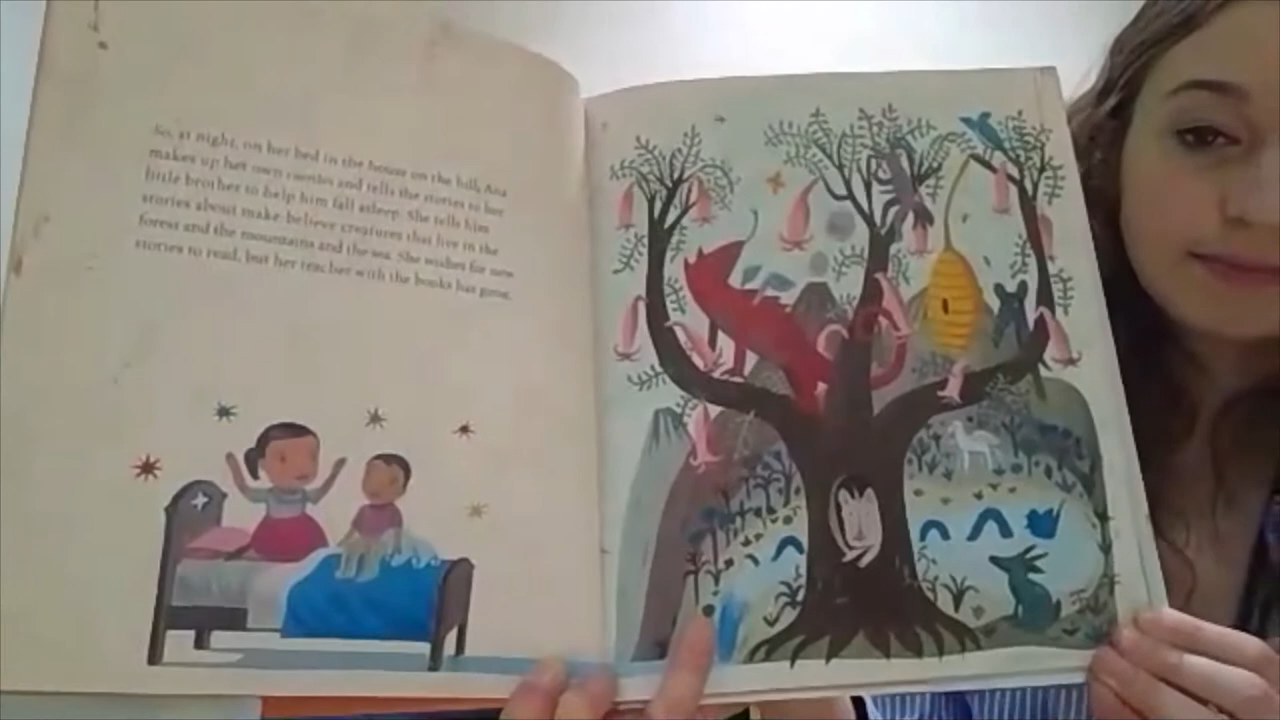 So, at night, on her bed in the house on the hill, Ana
makes up her own cuentos and tells the stories to her
little brother to help him fall asleep. She tells him
stories about make-believe creatures that live in the
forest and the mountains and the sea. She wishes for new
stories to read, but her teacher with the books has gone.